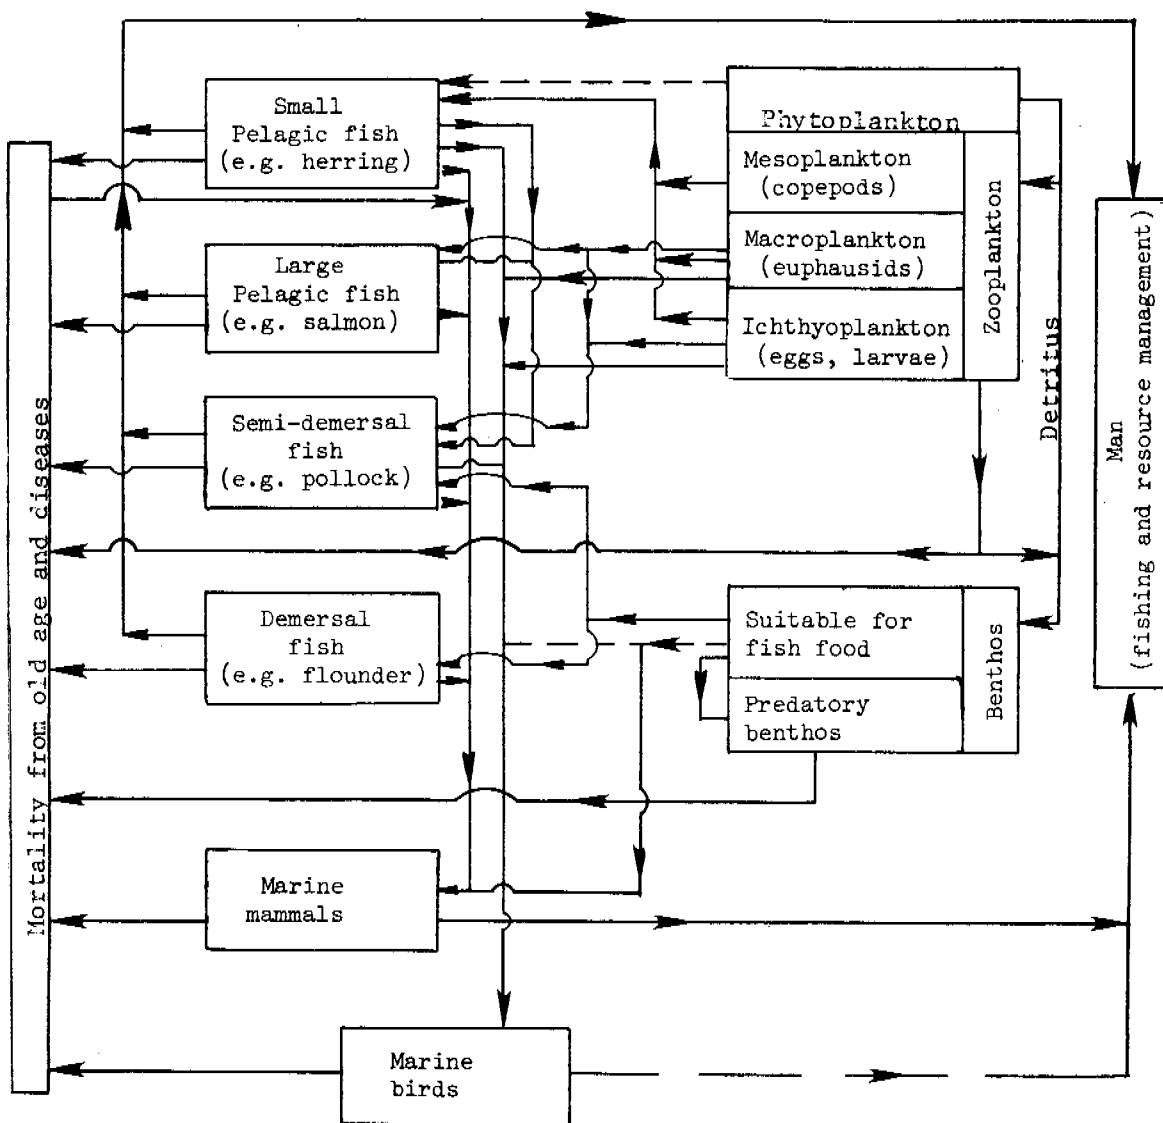 Small
Pelagic fish
(e.g. herring)
Phytoplankton
Mesoplankton
(copepods)
Macroplankton
(euphausids)
Ichthyoplankton
(eggs, larvae)
Zooplankton
Large
Pelagic fish
(e.g. salmon)
Semi-demersal
fish
(e.g. pollock)
Detritus
Man
(fishing and resource management)
Mortality from old age and diseases
Demersal
fish
(e.g. flounder)
Suitable for
fish food
Predatory
benthos
Benthos
Marine
mammals
Marine
birds